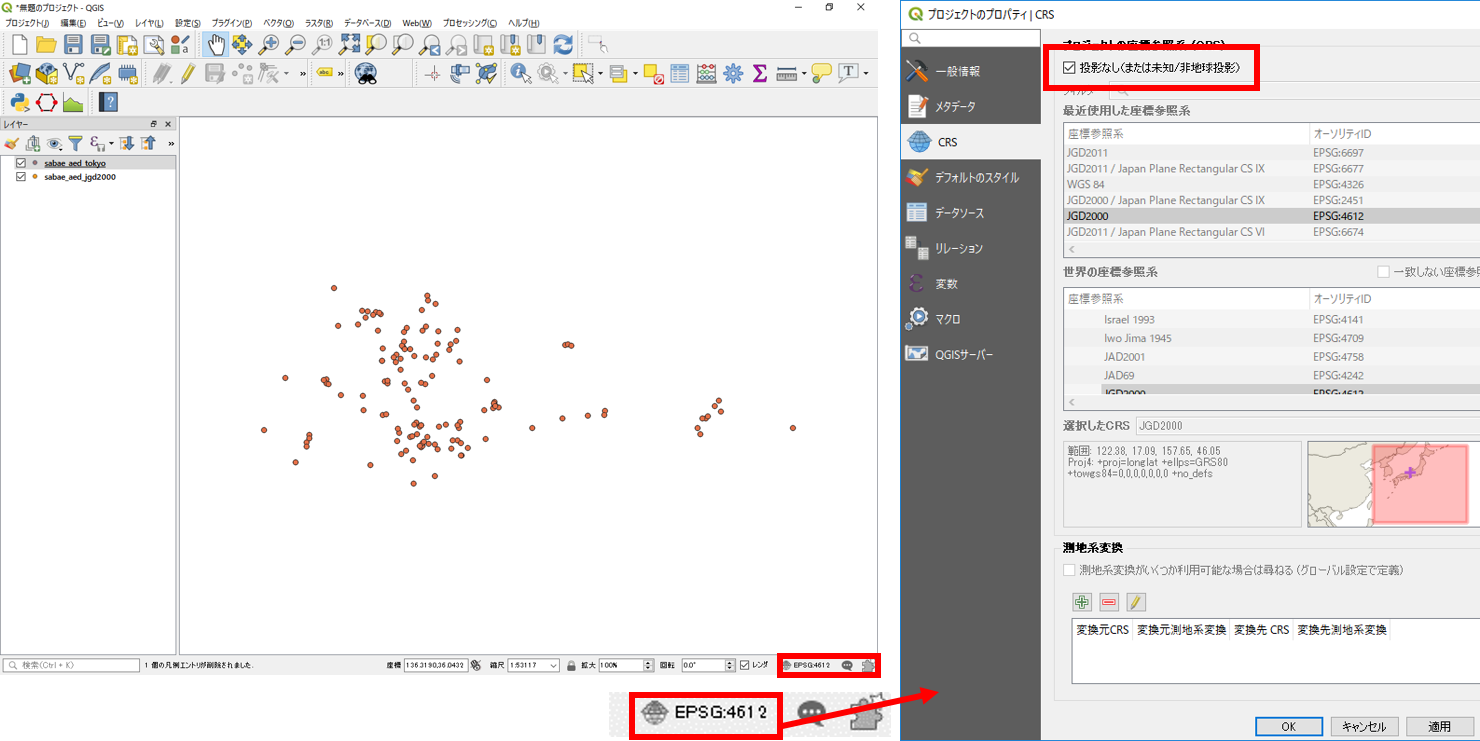 *無題のプロジェクト - QGIS
プロジェクト(J) 編集(E) ビュー(V) レイヤ(L) 設定(S) プラグイン(P) ベクタ(O) ラスタ(R) データベース(D) Web(W) プロセッシング(C) ヘルプ(H)
レイヤー
sabae_aed_tokyo
sabae_aed_jgd2000
検索(Ctrl + K)
1 個の凡例エントリが削除されました.
座標 136.3190,36.0432
縮尺 1:53117
拡大 100%
回転 0.0°
レンダ
EPSG:4612
EPSG:4612
プロジェクトのプロパティ | CRS
一般情報
メタデータ
CRS
デフォルトのスタイル
データソース
リレーション
変数
マクロ
QGISサーバー
プロジェクトの座標参照系 (CRS)
投影なし(または未知/非地球投影)
フィルター
最近使用した座標参照系
座標参照系 オーソリティID
JGD2011 EPSG:6697
JGD2011 / Japan Plane Rectangular CS IX EPSG:6677
WGS 84 EPSG:4326
JGD2000 / Japan Plane Rectangular CS IX EPSG:2451
JGD2000 EPSG:4612
JGD2011 / Japan Plane Rectangular CS VI EPSG:6674
世界の座標参照系
一致しない座標参照
座標参照系 オーソリティID
Israel 1993 EPSG:4141
Iwo Jima 1945 EPSG:4709
JAD2001 EPSG:4758
JAD69 EPSG:4242
JGD2000 EPSG:4612
選択したCRS JGD2000
範囲: 122.38, 17.09, 157.65, 46.05
Proj4: +proj=longlat +ellps=GRS80
+towgs84=0,0,0,0,0,0,0 +no_defs
測地系変換
測地系変換がいくつか利用可能な場合は尋ねる (グローバル設定で定義)
変換元CRS 変換元測地系変換 変換先 CRS 変換先測地系変換
OK キャンセル 適用